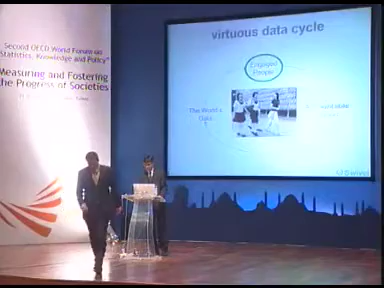 Second OECD World Forum on
"Statistics, Knowledge and Policy"
Measuring and Fostering
the Progress of Societies
virtuous data cycle
Engaged
People
The World's
Data